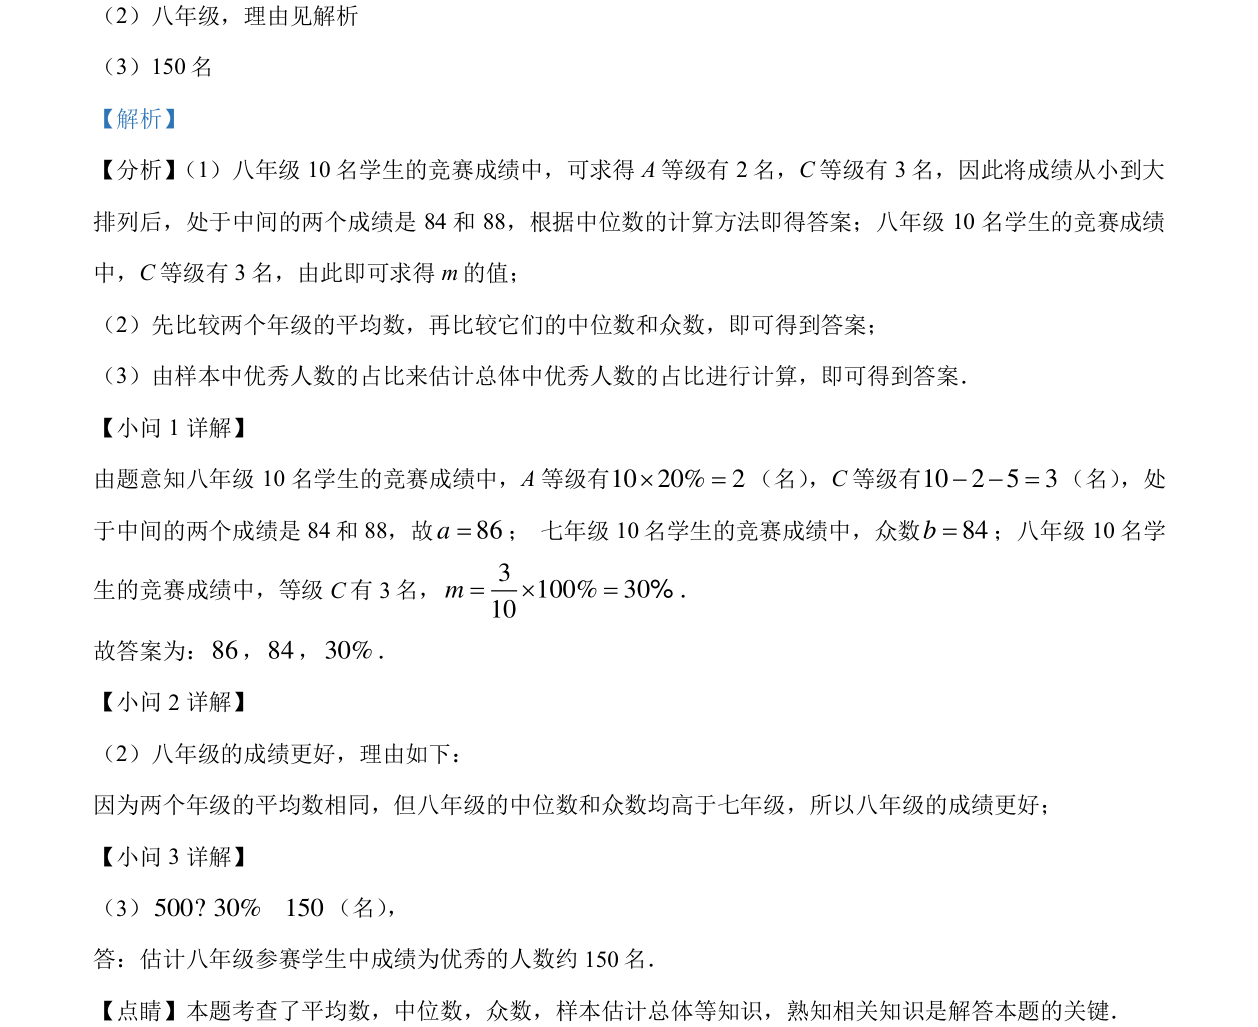 （2）八年级，理由见解析
（3）150 名
【解析】
【分析】（1）八年级 10 名学生的竞赛成绩中，可求得 A 等级有 2 名，C 等级有 3 名，因此将成绩从小到大
排列后，处于中间的两个成绩是 84 和 88，根据中位数的计算方法即得答案；八年级 10 名学生的竞赛成绩
中，C 等级有 3 名，由此即可求得 m 的值；
（2）先比较两个年级的平均数，再比较它们的中位数和众数，即可得到答案；
（3）由样本中优秀人数的占比来估计总体中优秀人数的占比进行计算，即可得到答案．
【小问 1 详解】
由题意知八年级 10 名学生的竞赛成绩中，A 等级有10×20% = 2（名），C 等级有10−2−5=3（名），处
于中间的两个成绩是 84 和 88，故a = 86； 七年级 10 名学生的竞赛成绩中，众数b = 84；八年级 10 名学
生的竞赛成绩中，等级 C 有 3 名，m = 3/10 ×100% = 30%．
故答案为：86，84，30%．
【小问 2 详解】
（2）八年级的成绩更好，理由如下：
因为两个年级的平均数相同，但八年级的中位数和众数均高于七年级，所以八年级的成绩更好；
【小问 3 详解】
（3）500? 30% 150（名），
答：估计八年级参赛学生中成绩为优秀的人数约 150 名．
【点睛】本题考查了平均数，中位数，众数，样本估计总体等知识，熟知相关知识是解答本题的关键．